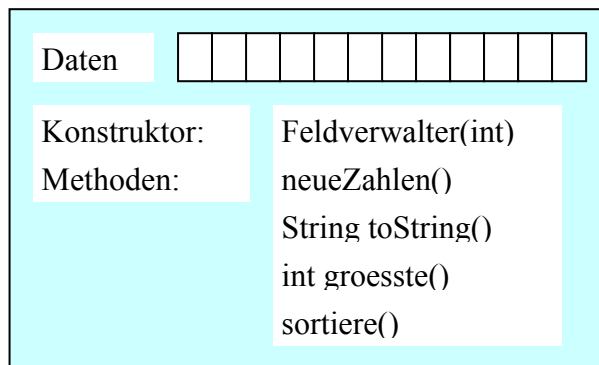 Daten
Konstruktor: Feldverwalter(int)
Methoden: neueZahlen()
String toString()
int groesste()
sortiere()